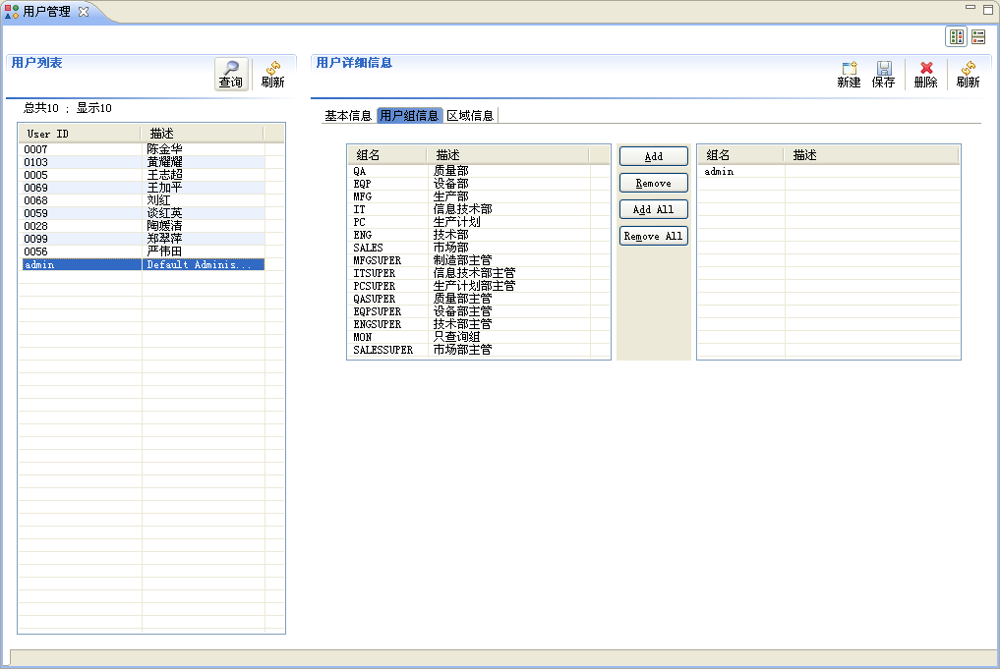 用户管理
用户列表
查询
刷新
总共10 ; 显示10
User ID 描述
0007 陈金华
0103 黄耀耀
0005 王志超
0069 王加平
0068 刘红
0059 谈红英
0028 陶媛清
0099 郑翠萍
0056 严伟田
admin Default Adminis...
用户详细信息
新建
保存
删除
刷新
基本信息 用户组信息 区域信息
组名 描述
QA 质量部
EQP 设备部
MFG 生产部
IT 信息技术部
PC 生产计划
ENG 技术部
SALES 市场部
MFGSUPER 制造部主管
ITSUPER 信息技术部主管
PCSUPER 生产计划部主管
QASUPER 质量部主管
EQPSUPER 设备部主管
ENGSUPER 技术部主管
MON 只查询组
SALESSUPER 市场部主管
Add
Remove
Add All
Remove All
组名 描述
admin